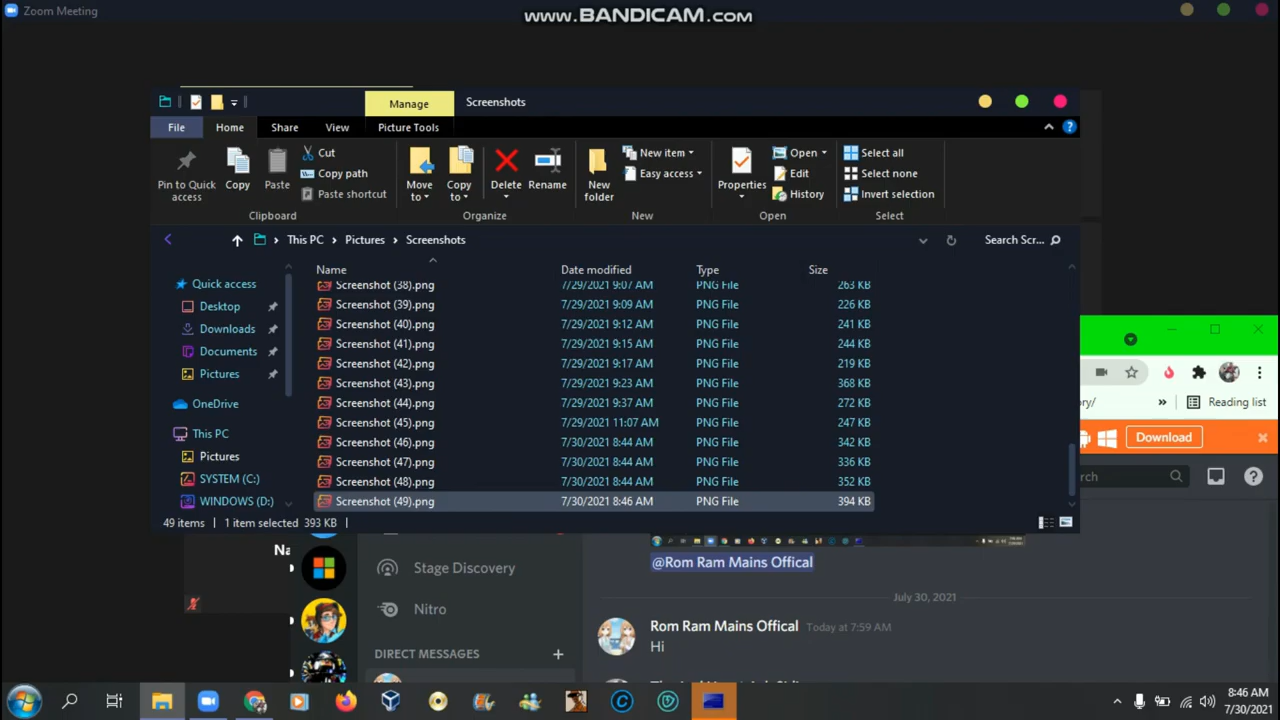 Zoom Meeting
www.BANDICAM.com
Manage
Screenshots
File
Home
Share
View
Picture Tools
Pin to Quick access
Copy
Paste
Cut
Copy path
Paste shortcut
Clipboard
Move to
Copy to
Delete
Rename
Organize
New folder
New item
Easy access
New
Properties
Open
Edit
History
Open
Select all
Select none
Invert selection
Select
This PC > Pictures > Screenshots
Search Scr...
Name Date modified Type Size
Quick access
Desktop
Downloads
Documents
Pictures
OneDrive
This PC
Pictures
SYSTEM (C:)
WINDOWS (D:)
Screenshot (38).png 7/29/2021 9:07 AM PNG File 263 KB
Screenshot (39).png 7/29/2021 9:09 AM PNG File 226 KB
Screenshot (40).png 7/29/2021 9:12 AM PNG File 241 KB
Screenshot (41).png 7/29/2021 9:15 AM PNG File 244 KB
Screenshot (42).png 7/29/2021 9:17 AM PNG File 219 KB
Screenshot (43).png 7/29/2021 9:23 AM PNG File 368 KB
Screenshot (44).png 7/29/2021 9:37 AM PNG File 272 KB
Screenshot (45).png 7/29/2021 11:07 AM PNG File 247 KB
Screenshot (46).png 7/30/2021 8:44 AM PNG File 342 KB
Screenshot (47).png 7/30/2021 8:44 AM PNG File 336 KB
Screenshot (48).png 7/30/2021 8:44 AM PNG File 352 KB
Screenshot (49).png 7/30/2021 8:46 AM PNG File 394 KB
49 items 1 item selected 393 KB
ory/
Reading list
Download
rch
Na
Stage Discovery
Nitro
DIRECT MESSAGES
@Rom Ram Mains Offical
July 30, 2021
Rom Ram Mains Offical Today at 7:59 AM
Hi
8:46 AM
7/30/2021